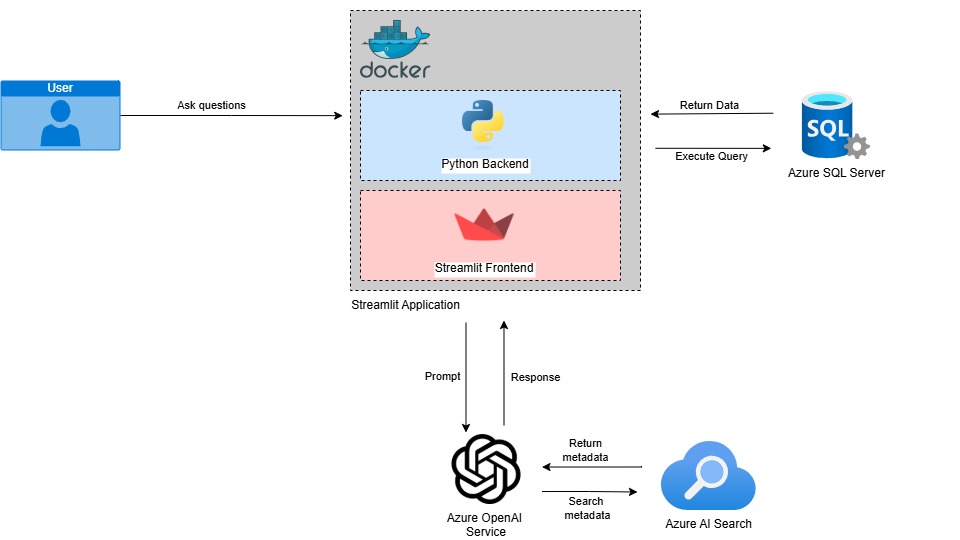 docker
User
Ask questions
Python Backend
Return Data
Execute Query
SQL
Azure SQL Server
Streamlit Frontend
Streamlit Application
Prompt
Response
Azure OpenAI
Service
Return
metadata
Search
metadata
Azure AI Search